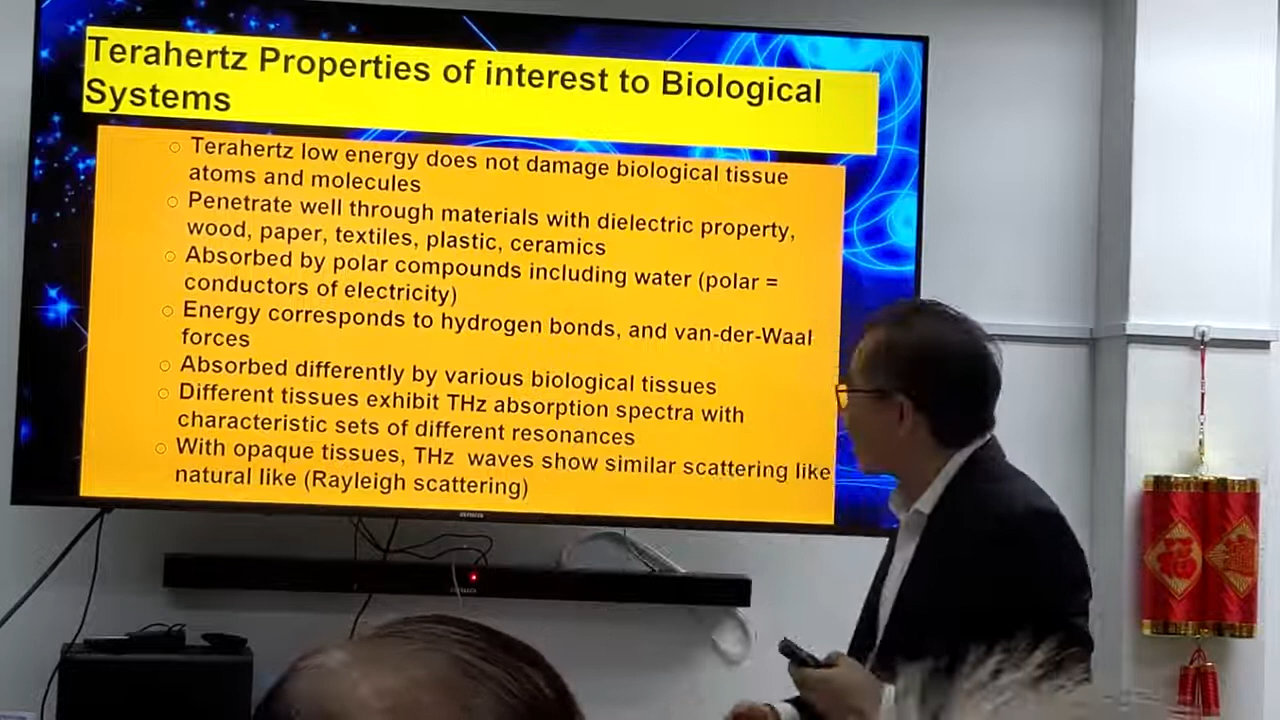 Terahertz Properties of interest to Biological
Systems
○ Terahertz low energy does not damage biological tissue
atoms and molecules
○ Penetrate well through materials with dielectric property,
wood, paper, textiles, plastic, ceramics
○ Absorbed by polar compounds including water (polar =
conductors of electricity)
○ Energy corresponds to hydrogen bonds, and van-der-Waal
forces
○ Absorbed differently by various biological tissues
○ Different tissues exhibit THz absorption spectra with
characteristic sets of different resonances
○ With opaque tissues, THz waves show similar scattering like
natural like (Rayleigh scattering)
aiwa
aiwa
福